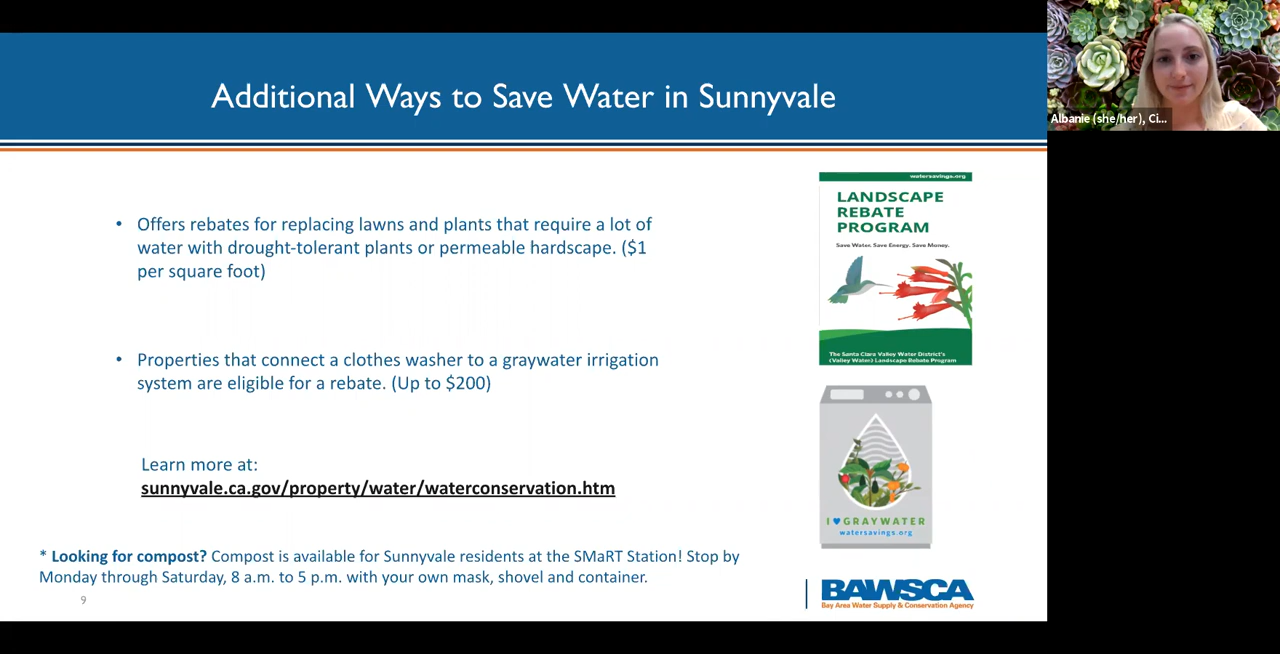 Additional Ways to Save Water in Sunnyvale
Albanie (she/her), Ci...
• Offers rebates for replacing lawns and plants that require a lot of
water with drought-tolerant plants or permeable hardscape. ($1
per square foot)
• Properties that connect a clothes washer to a graywater irrigation
system are eligible for a rebate. (Up to $200)
Learn more at:
sunnyvale.ca.gov/property/water/waterconservation.htm
* Looking for compost? Compost is available for Sunnyvale residents at the SMaRT Station! Stop by
Monday through Saturday, 8 a.m. to 5 p.m. with your own mask, shovel and container.
9
watersavings.org
LANDSCAPE
REBATE
PROGRAM
Save Water. Save Energy. Save Money.
The Santa Clara Valley Water District's
(Valley Water) Landscape Rebate Program
I ♥ GRAYWATER
watersavings.org
BAWSCA
Bay Area Water Supply & Conservation Agency